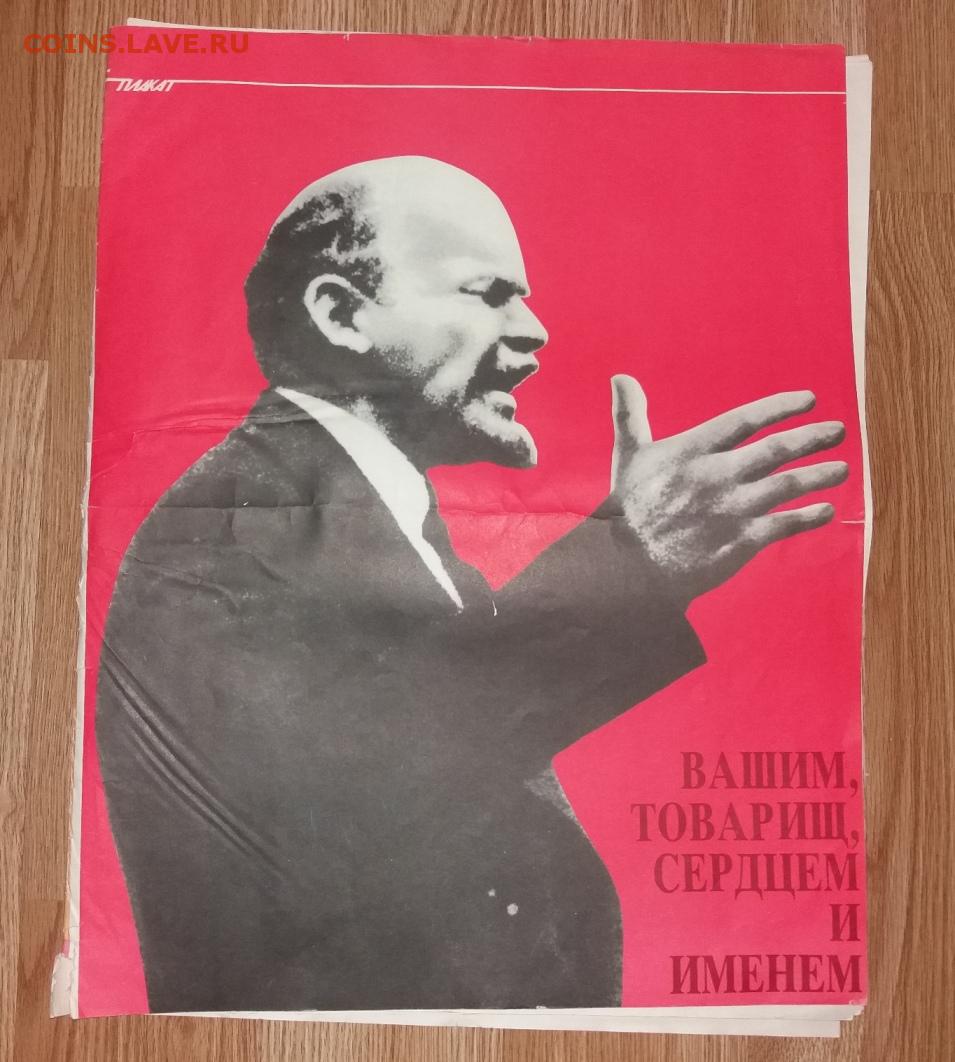 COINS.LAVE.RU
ПЛАКАТ
ВАШИМ,
ТОВАРИЩ,
СЕРДЦЕМ
И
ИМЕНЕМ